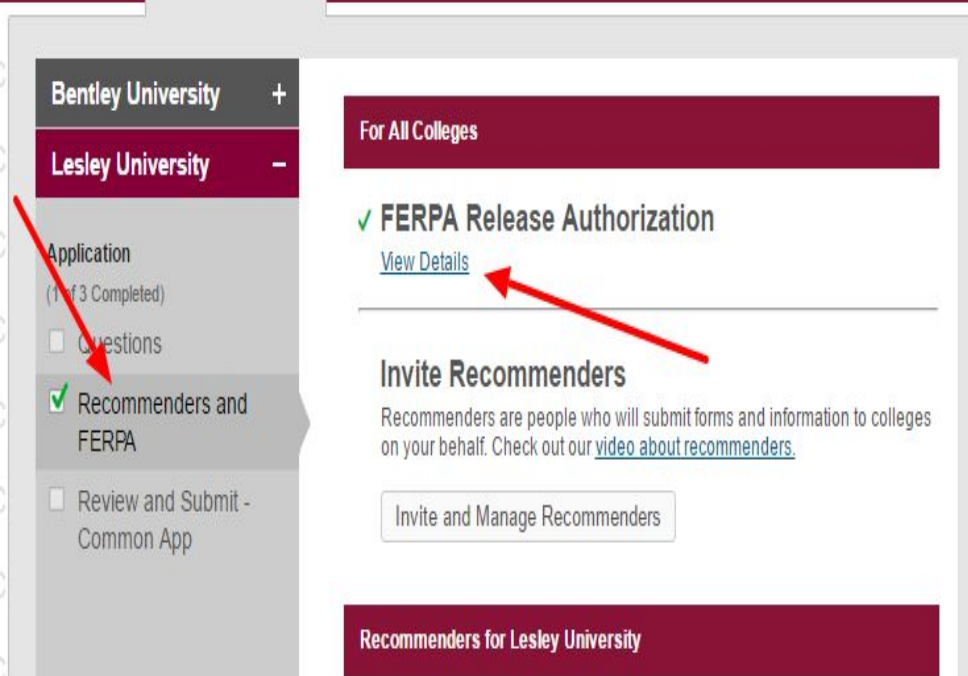 Bentley University +
Lesley University –
Application
(1 of 3 Completed)
Questions
Recommenders and
FERPA
Review and Submit -
Common App
For All Colleges
FERPA Release Authorization
View Details
Invite Recommenders
Recommenders are people who will submit forms and information to colleges
on your behalf. Check out our video about recommenders.
Invite and Manage Recommenders
Recommenders for Lesley University